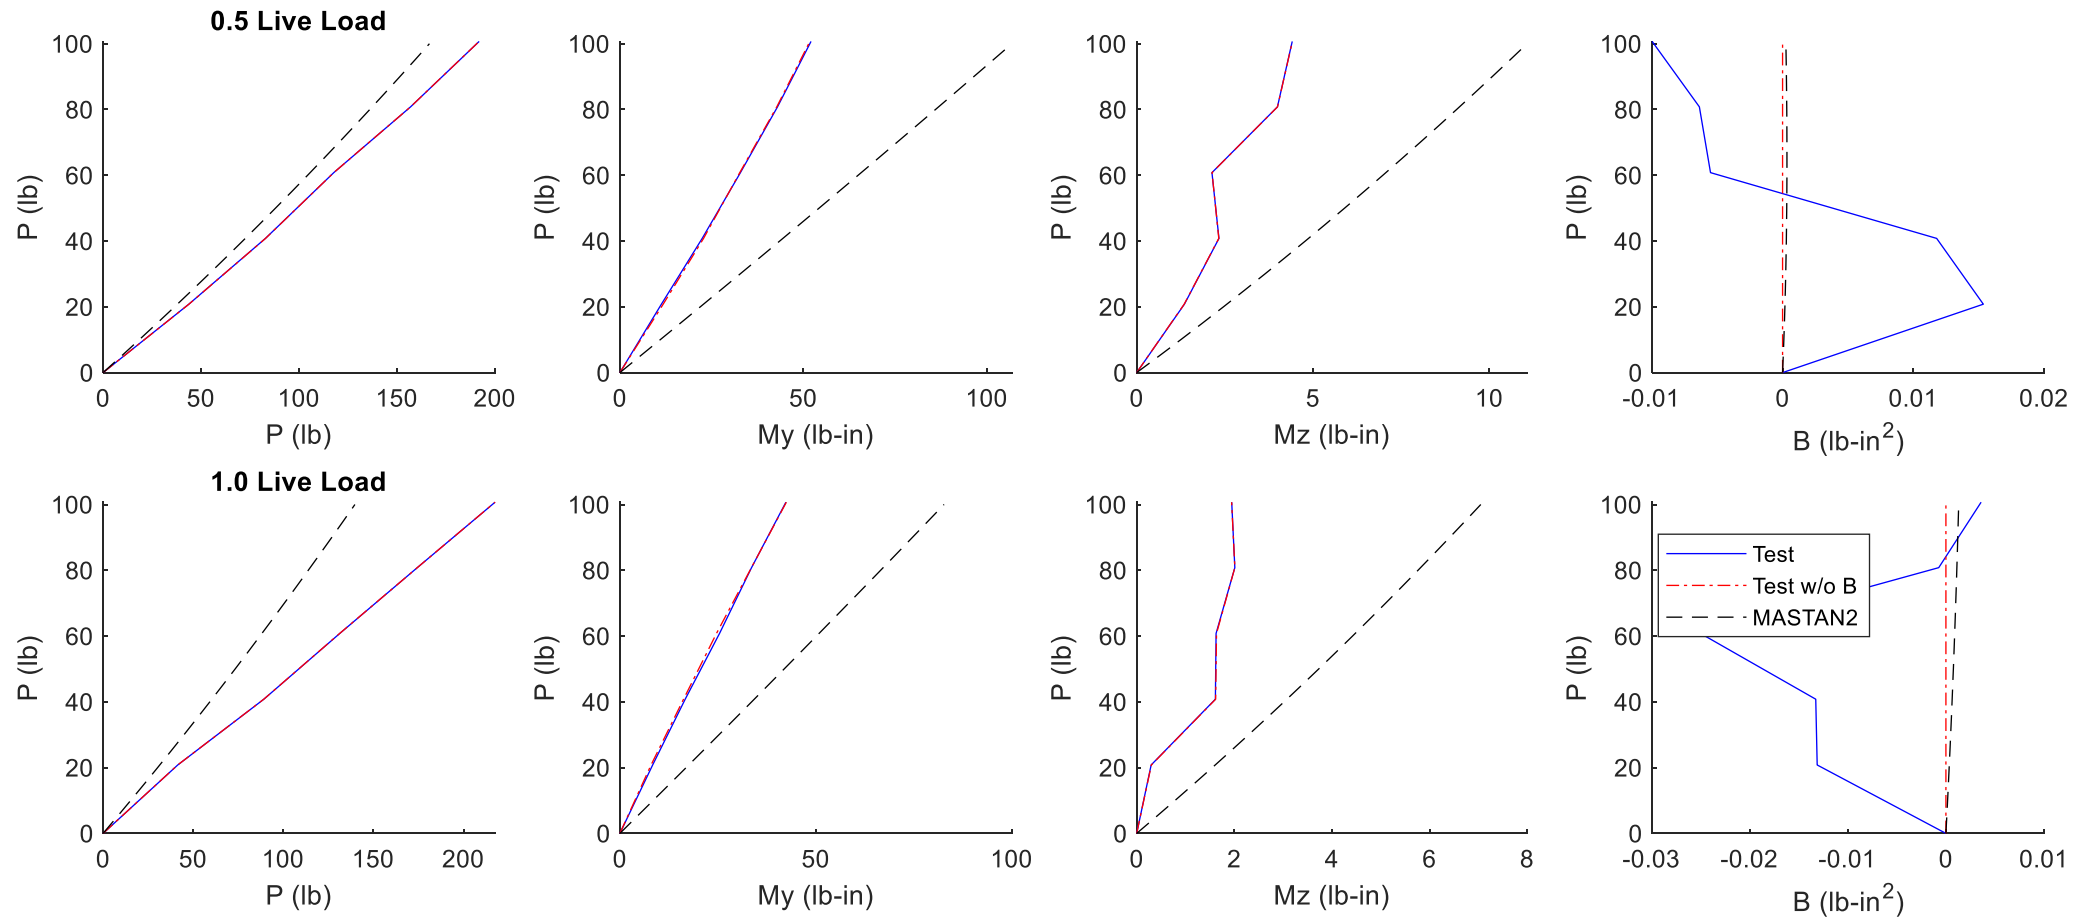 0.5 Live Load
100
80
60
40
20
0
P (lb)
0 50 100 150 200
P (lb)
100
80
60
40
20
0
P (lb)
0 50 100
My (lb-in)
100
80
60
40
20
0
P (lb)
0 5 10
Mz (lb-in)
100
80
60
40
20
0
P (lb)
-0.01 0 0.01 0.02
B (lb-in²)
1.0 Live Load
100
80
60
40
20
0
P (lb)
0 50 100 150 200
P (lb)
100
80
60
40
20
0
P (lb)
0 50 100
My (lb-in)
100
80
60
40
20
0
P (lb)
0 2 4 6 8
Mz (lb-in)
100
80
60
40
20
0
P (lb)
Test
Test w/o B
MASTAN2
-0.03 -0.02 -0.01 0 0.01
B (lb-in²)